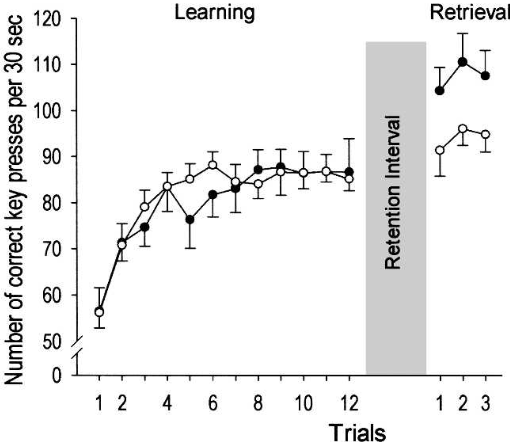 Learning
Retrieval
Number of correct key presses per 30 sec
120
110
100
90
80
70
60
50
0
Retention Interval
1 2 4 6 8 10 12
1 2 3
Trials